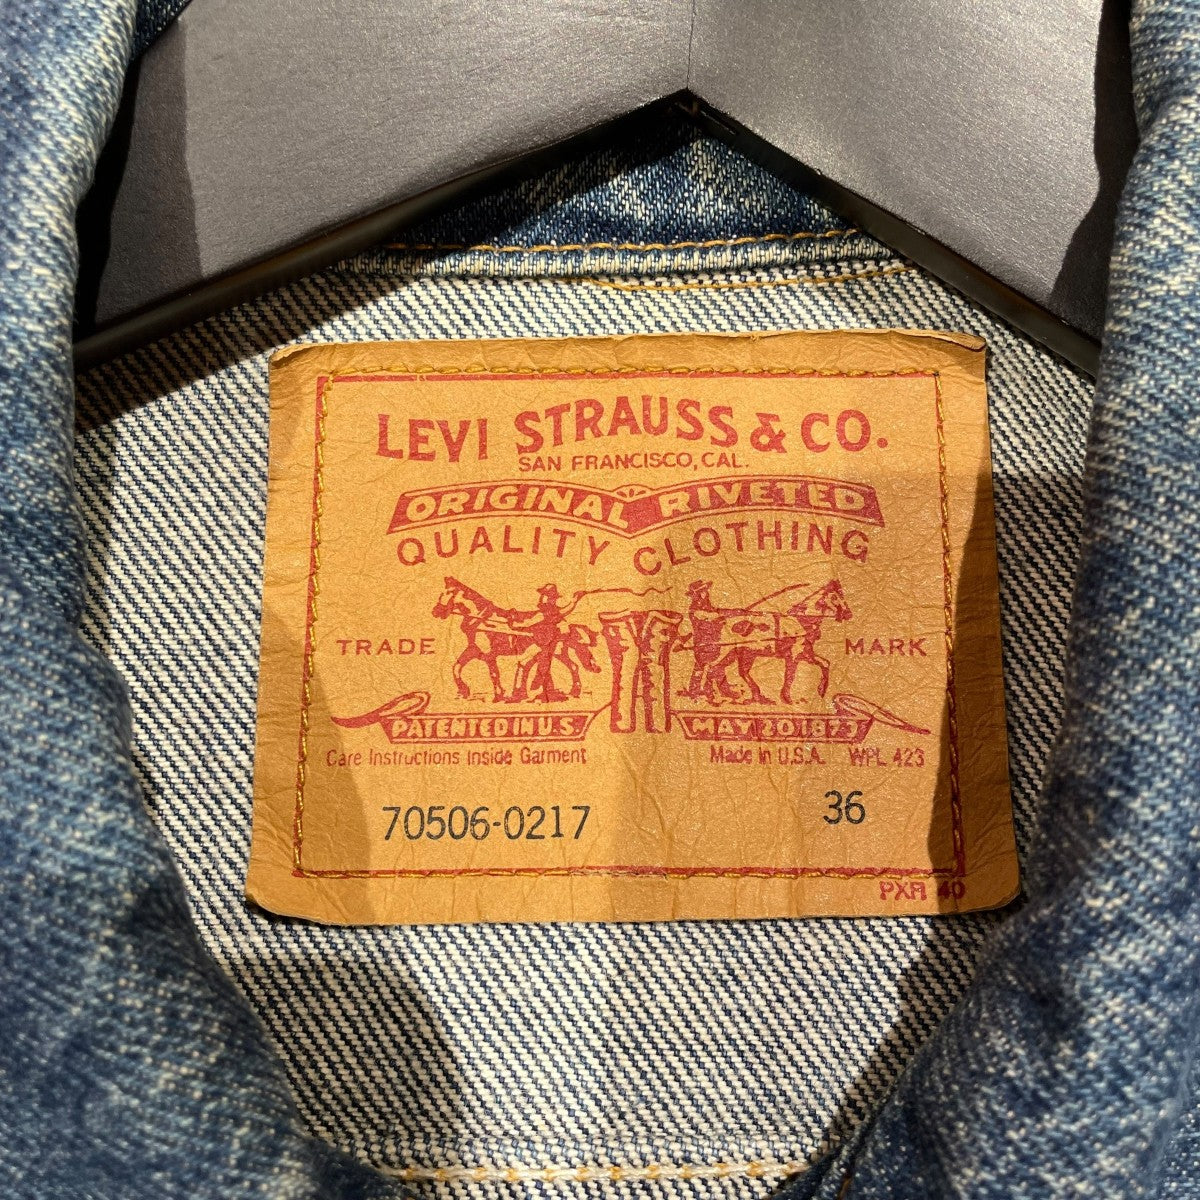 LEVI STRAUSS & CO.
SAN FRANCISCO, CAL.
ORIGINAL RIVETED
QUALITY CLOTHING
TRADE MARK
PATENTED IN U.S. MAY 20 1873
Care Instructions Inside Garment Made in U.S.A. WPL 423
70506-0217 36
PXR 40